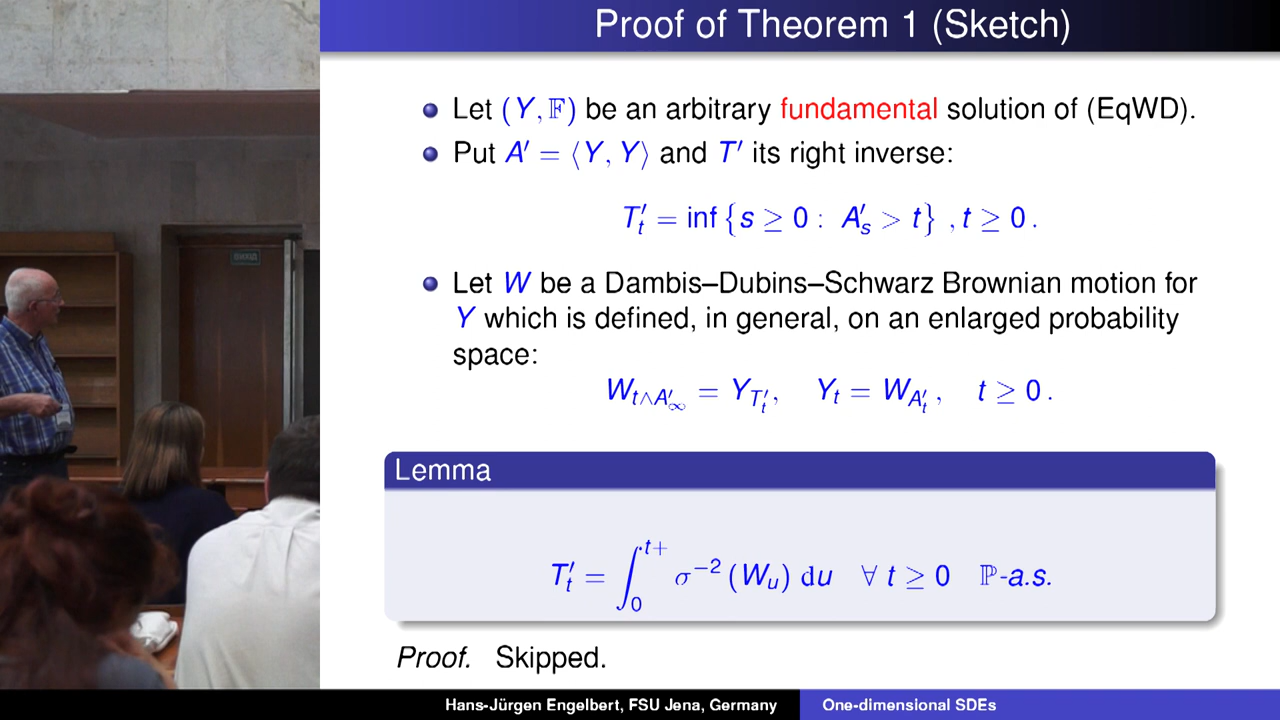 Proof of Theorem 1 (Sketch)
Let (Y, 𝔽) be an arbitrary fundamental solution of (EqWD).
Put A′ = ⟨Y, Y⟩ and T′ its right inverse:
T′ₜ = inf {s ≥ 0 : A′ₛ > t} , t ≥ 0 .
Let W be a Dambis–Dubins–Schwarz Brownian motion for
Y which is defined, in general, on an enlarged probability
space:
W_{t∧A′_∞} = Y_{T′_t}, Y_t = W_{A′_t} , t ≥ 0 .
Lemma
T′_t = ∫_0^{t+} σ^{−2} (W_u) du ∀ t ≥ 0 ℙ-a.s.
Proof. Skipped.
Hans-Jürgen Engelbert, FSU Jena, Germany One-dimensional SDEs